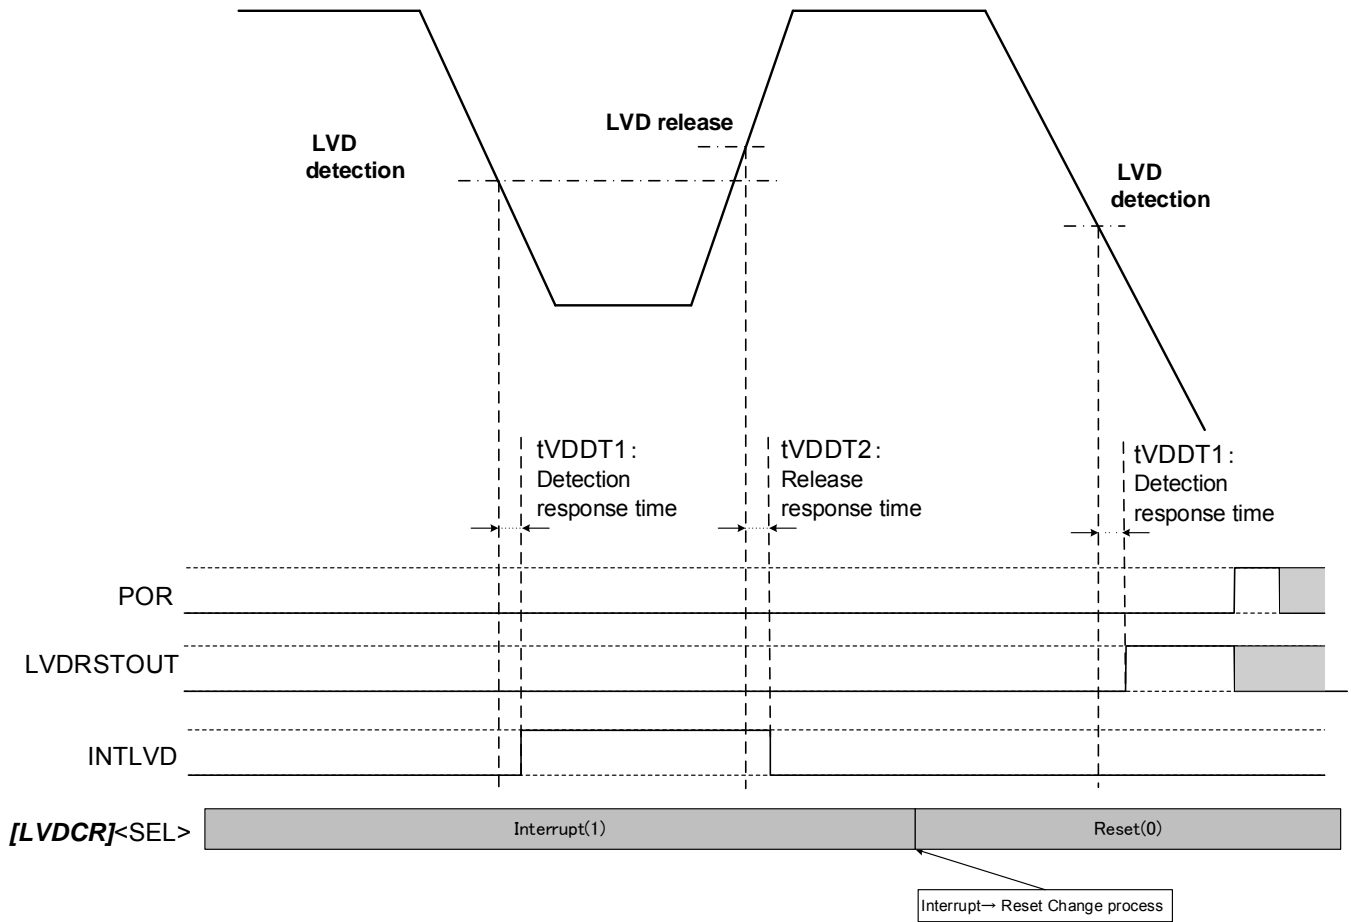 LVD release
LVD
detection
LVD
detection
tVDDT1：
Detection
response time
tVDDT2：
Release
response time
tVDDT1：
Detection
response time
POR
LVDRSTOUT
INTLVD
[LVDCR]<SEL>
Interrupt(1)
Reset(0)
Interrupt→ Reset Change process